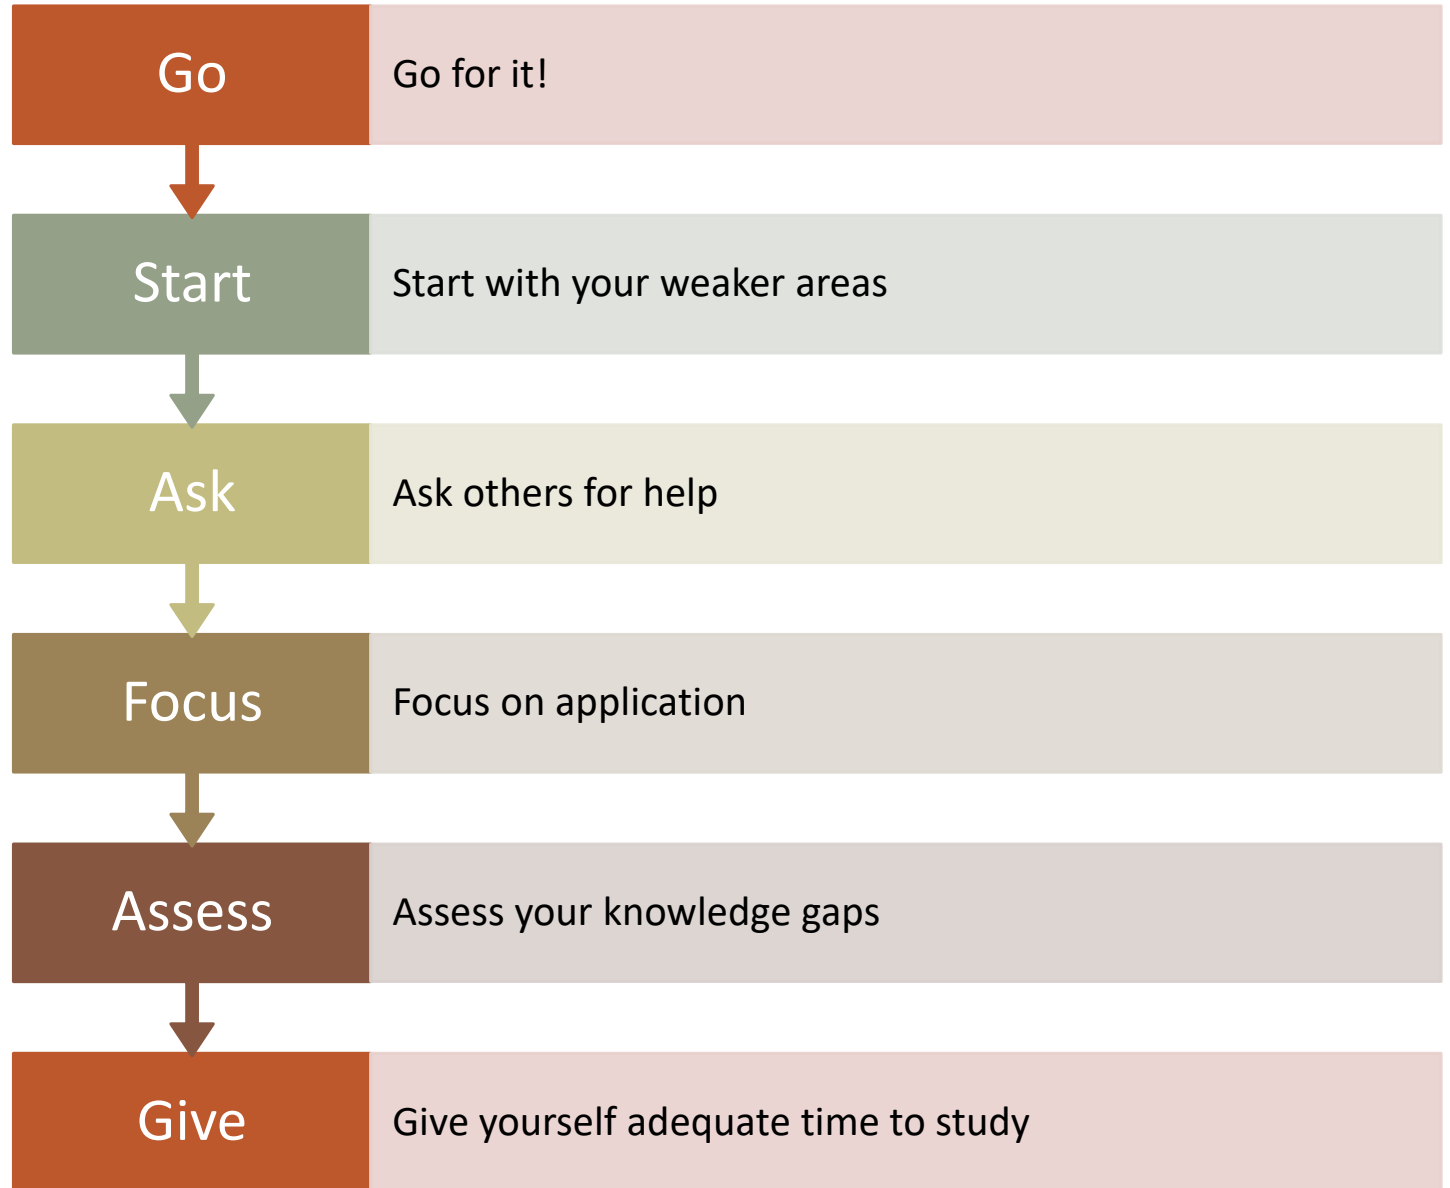 Go
Go for it!
Start
Start with your weaker areas
Ask
Ask others for help
Focus
Focus on application
Assess
Assess your knowledge gaps
Give
Give yourself adequate time to study